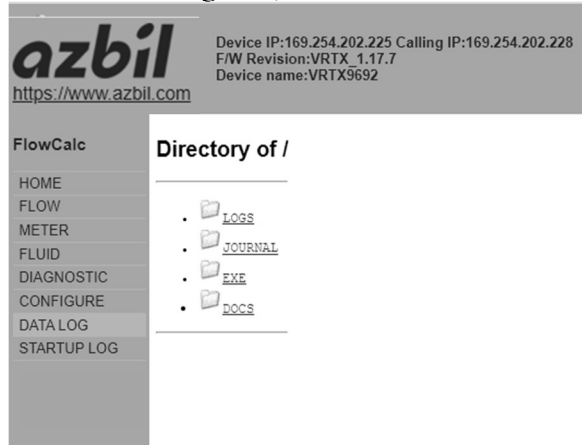 azbil
https://www.azbil.com
Device IP:169.254.202.225 Calling IP:169.254.202.228
F/W Revision:VRTX_1.17.7
Device name:VRTX9692
FlowCalc
HOME
FLOW
METER
FLUID
DIAGNOSTIC
CONFIGURE
DATA LOG
STARTUP LOG
Directory of /
LOGS
JOURNAL
EXE
DOCS